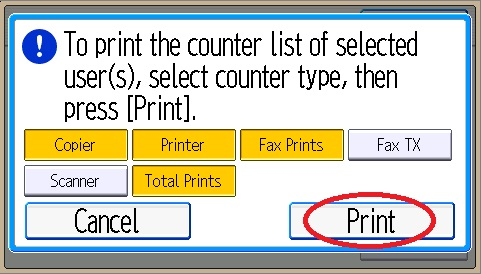 To print the counter list of selected
user(s), select counter type, then
press [Print].
Copier Printer Fax Prints Fax TX
Scanner Total Prints
Cancel Print